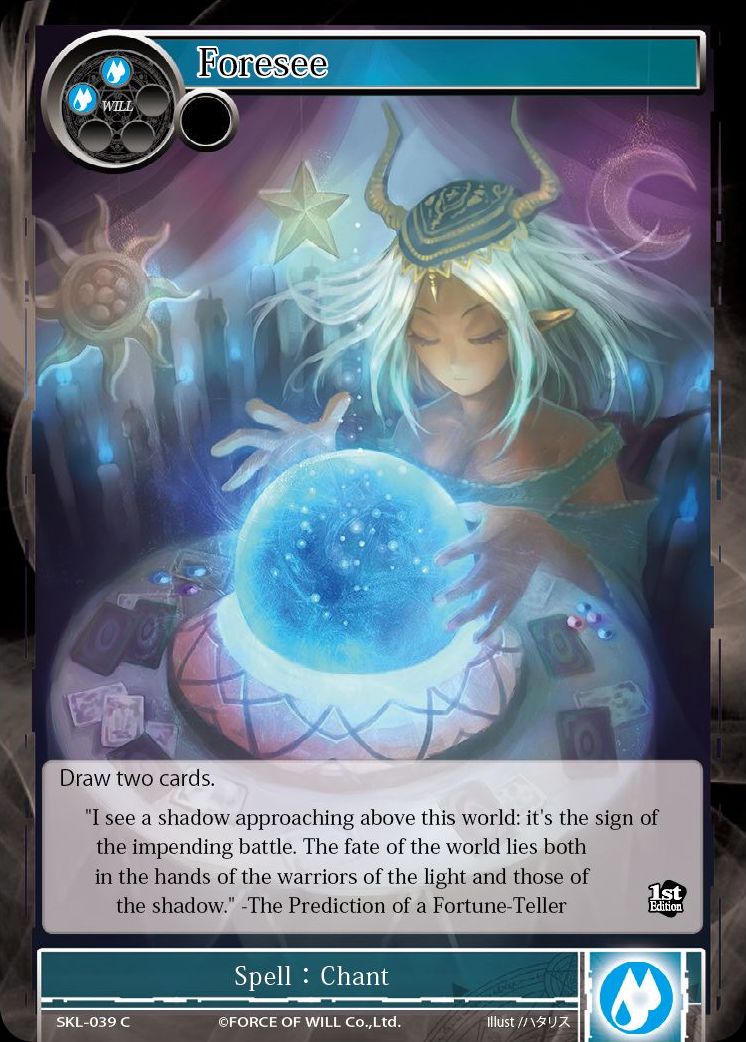 Foresee
WILL
Draw two cards.
"I see a shadow approaching above this world: it's the sign of
the impending battle. The fate of the world lies both
in the hands of the warriors of the light and those of
the shadow." -The Prediction of a Fortune-Teller
1st
Edition
Spell : Chant
SKL-039 C ©FORCE OF WILL Co.,Ltd. Illust /ハタリス